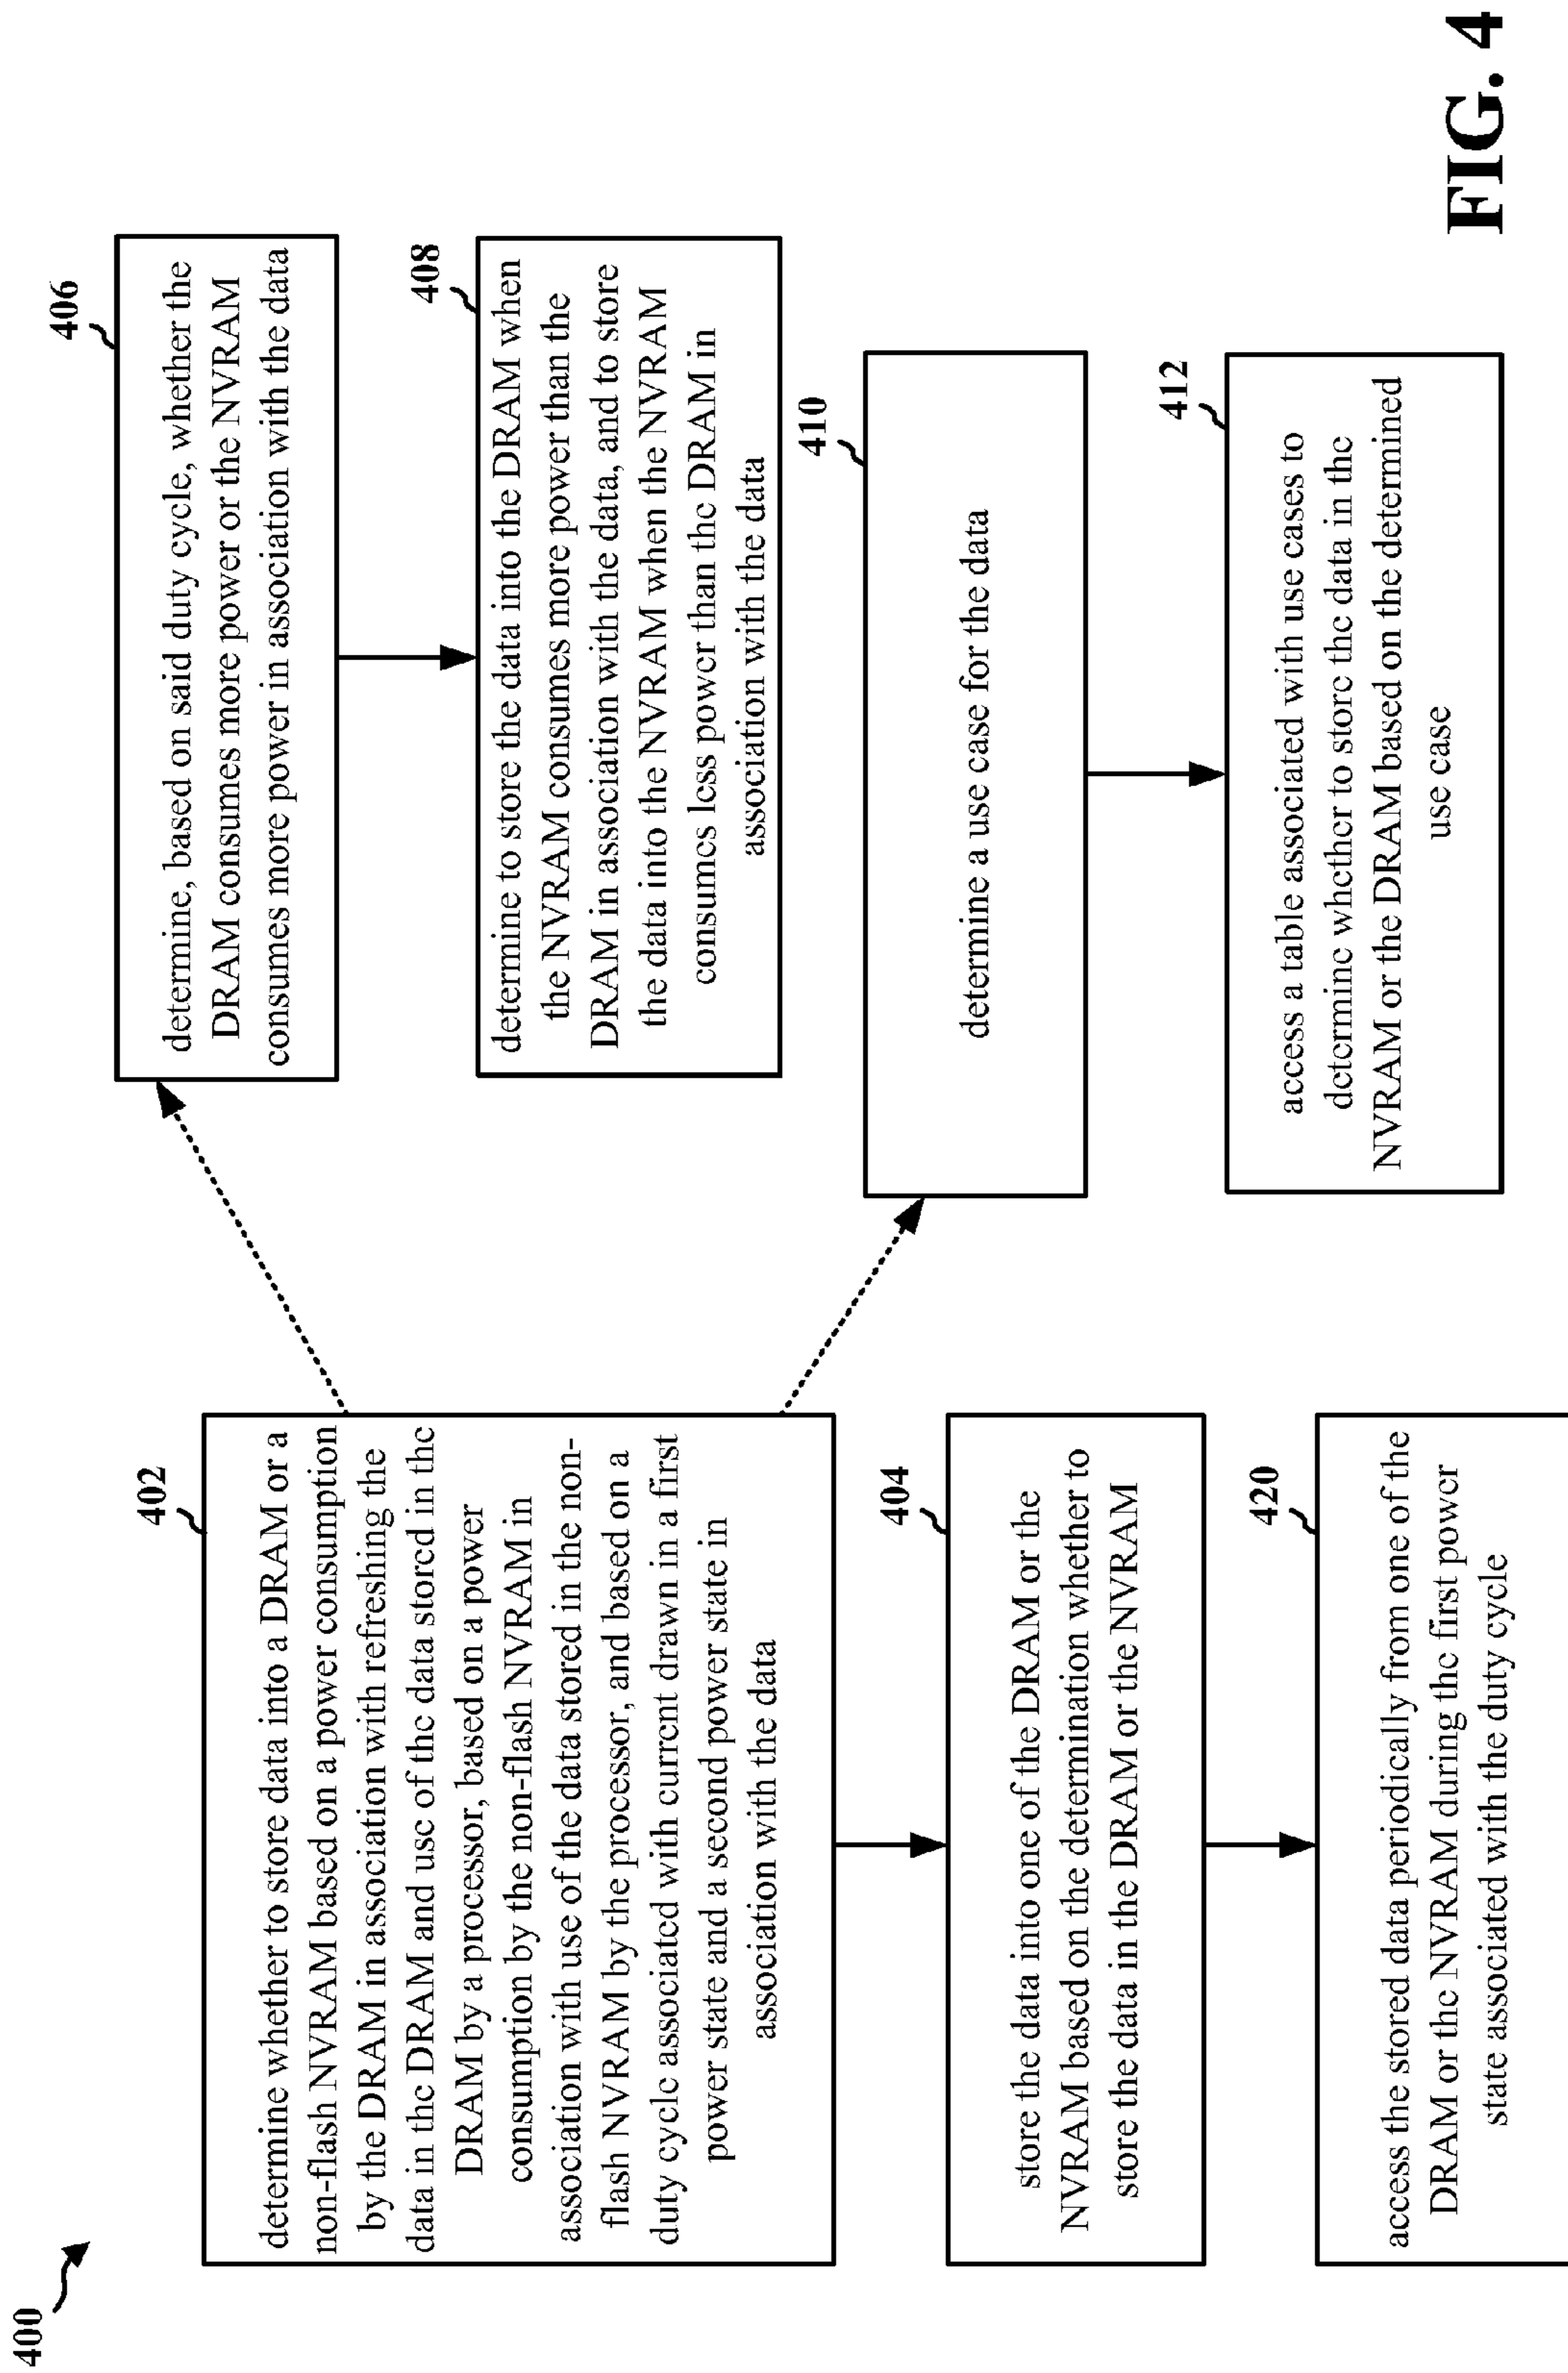 400
402
determine whether to store data into a DRAM or a
non-flash NVRAM based on a power consumption
by the DRAM in association with refreshing the
data in the DRAM and use of the data stored in the
DRAM by a processor, based on a power
consumption by the non-flash NVRAM in
association with use of the data stored in the non-
flash NVRAM by the processor, and based on a
duty cycle associated with current drawn in a first
power state and a second power state in
association with the data
404
store the data into one of the DRAM or the
NVRAM based on the determination whether to
store the data in the DRAM or the NVRAM
420
access the stored data periodically from one of the
DRAM or the NVRAM during the first power
state associated with the duty cycle
406
determine, based on said duty cycle, whether the
DRAM consumes more power or the NVRAM
consumes more power in association with the data
408
determine to store the data into the DRAM when
the NVRAM consumes more power than the
DRAM in association with the data, and to store
the data into the NVRAM when the NVRAM
consumes less power than the DRAM in
association with the data
410
determine a use case for the data
412
access a table associated with use cases to
determine whether to store the data in the
NVRAM or the DRAM based on the determined
use case
FIG. 4